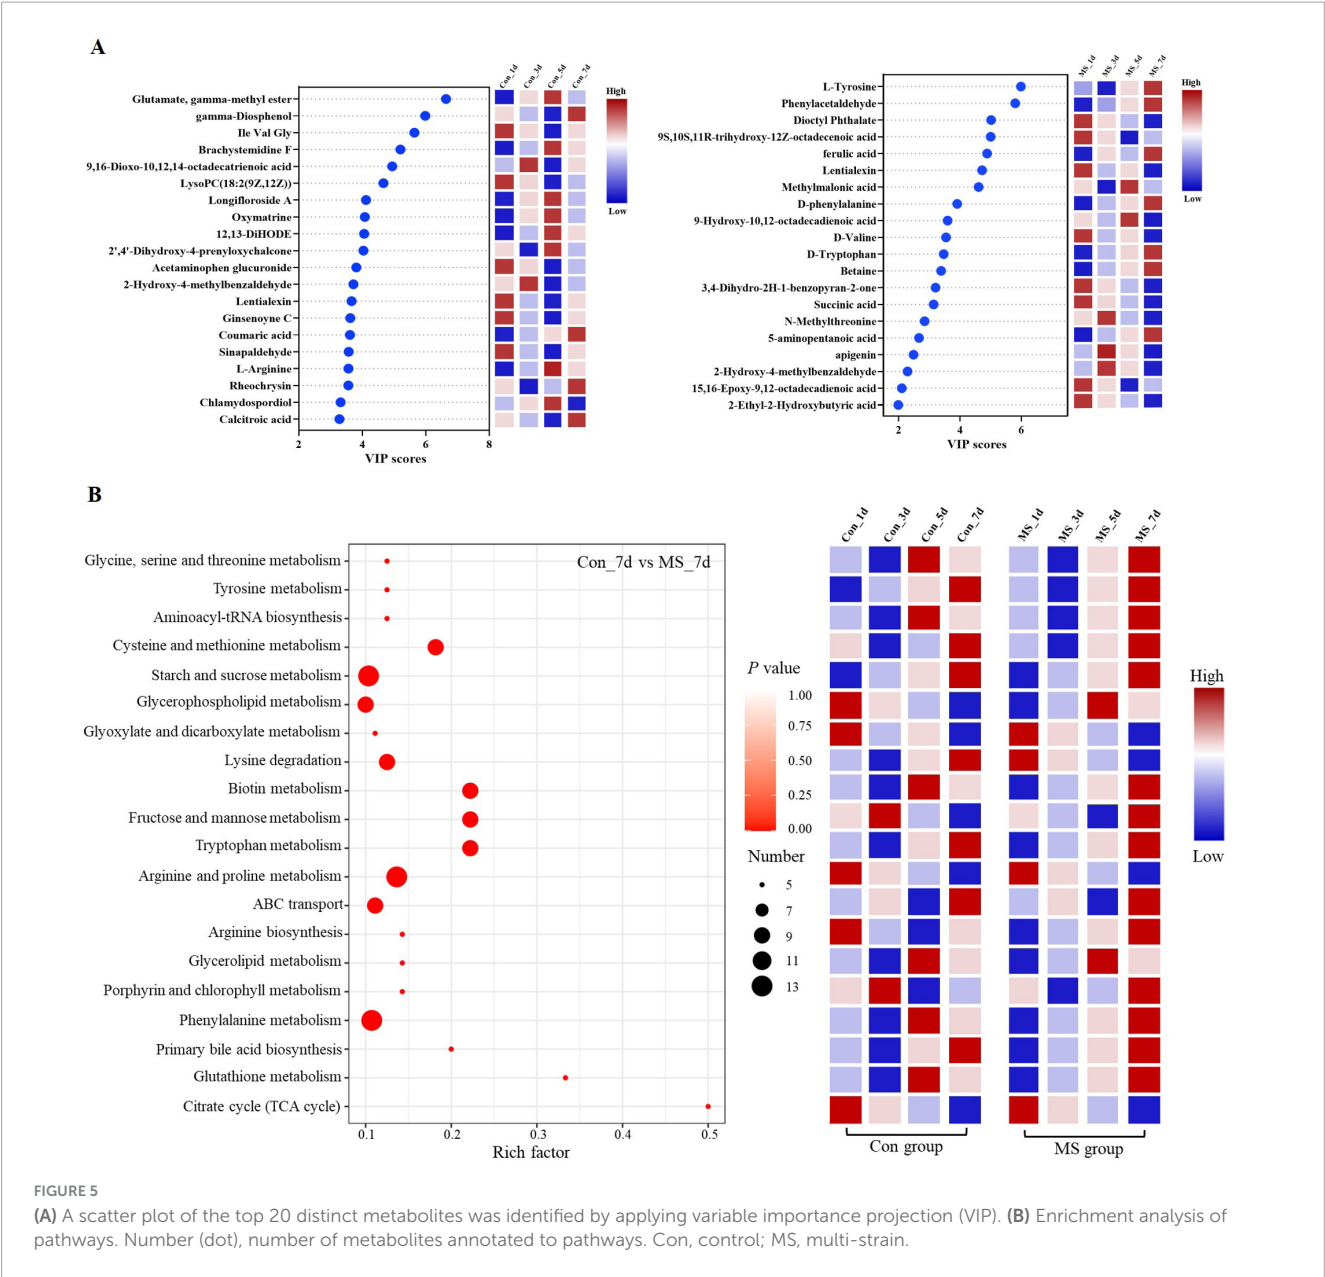 A
Con_1d
Con_3d
Con_5d
Con_7d
Glutamate, gamma-methyl ester
gamma-Diosphenol
Ile Val Gly
Brachystemidine F
9,16-Dioxo-10,12,14-octadecatrienoic acid
LysoPC(18:2(9Z,12Z))
Longifloroside A
Oxymatrine
12,13-DiHODE
2',4'-Dihydroxy-4-prenyloxychalcone
Acetaminophen glucuronide
2-Hydroxy-4-methylbenzaldehyde
Lentialexin
Ginsenoyne C
Coumaric acid
Sinapaldehyde
L-Arginine
Rheochrysin
Chlamydospordiol
Calcitroic acid
2 4 6 8
VIP scores
High
Low
MS_1d
MS_3d
MS_5d
MS_7d
L-Tyrosine
Phenylacetaldehyde
Dioctyl Phthalate
9S,10S,11R-trihydroxy-12Z-octadecenoic acid
ferulic acid
Lentialexin
Methylmalonic acid
D-phenylalanine
9-Hydroxy-10,12-octadecadienoic acid
D-Valine
D-Tryptophan
Betaine
3,4-Dihydro-2H-1-benzopyran-2-one
Succinic acid
N-Methylthreonine
5-aminopentanoic acid
apigenin
2-Hydroxy-4-methylbenzaldehyde
15,16-Epoxy-9,12-octadecadienoic acid
2-Ethyl-2-Hydroxybutyric acid
2 4 6
VIP scores
High
Low
B
Con_7d vs MS_7d
Glycine, serine and threonine metabolism
Tyrosine metabolism
Aminoacyl-tRNA biosynthesis
Cysteine and methionine metabolism
Starch and sucrose metabolism
Glycerophospholipid metabolism
Glyoxylate and dicarboxylate metabolism
Lysine degradation
Biotin metabolism
Fructose and mannose metabolism
Tryptophan metabolism
Arginine and proline metabolism
ABC transport
Arginine biosynthesis
Glycerolipid metabolism
Porphyrin and chlorophyll metabolism
Phenylalanine metabolism
Primary bile acid biosynthesis
Glutathione metabolism
Citrate cycle (TCA cycle)
0.1 0.2 0.3 0.4 0.5
Rich factor
P value
1.00
0.75
0.50
0.25
0.00
Number
5
7
9
11
13
Con_1d
Con_3d
Con_5d
Con_7d
MS_1d
MS_3d
MS_5d
MS_7d
Con group
MS group
High
Low
FIGURE 5
(A) A scatter plot of the top 20 distinct metabolites was identified by applying variable importance projection (VIP). (B) Enrichment analysis of
pathways. Number (dot), number of metabolites annotated to pathways. Con, control; MS, multi-strain.